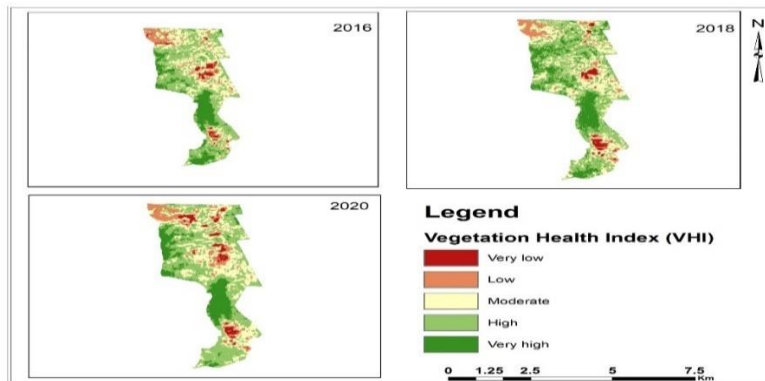 2016
2018
N
2020
Legend
Vegetation Health Index (VHI)
Very low
Low
Moderate
High
Very high
0 1.25 2.5 5 7.5
Km